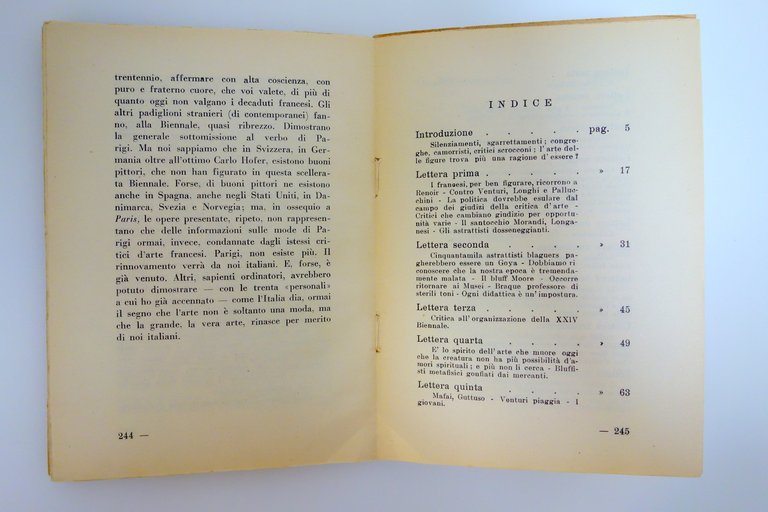 trentennio, affermare con alta coscienza, con
puro e fraterno cuore, che voi valete, di più di
quanto oggi non valgano i decaduti francesi. Gli
altri padiglioni stranieri (di contemporanei) fan-
no, alla Biennale, quasi ribrezzo. Dimostrano
la generale sottomissione al verbo di Pa-
rigi. Ma noi sappiamo che in Svizzera, in Ger-
mania oltre all'ottimo Carlo Hofer, esistono buoni
pittori, che non han figurato in questa scellera-
ta Biennale. Forse, di buoni pittori ne esistono
anche in Spagna, anche negli Stati Uniti, in Da-
nimarca, Svezia e Norvegia; ma, in ossequio a
Paris, le opere presentate, ripeto, non rappresen-
tano che delle informazioni sulle mode di Pa-
rigi ormai, invece, condannate dagli istessi cri-
tici d'arte francesi. Parigi, non esiste più. Il
rinnovamento verrà da noi italiani. E, forse, è
già venuto. Altri, sapienti ordinatori, avrebbero
potuto dimostrare — con le trenta «personali»
a cui ho già accennato — come l'Italia dia, ormai
il segno che l'arte non è soltanto una moda, ma
che la grande, la vera arte, rinasce per merito
di noi italiani.
244 —
INDICE
Introduzione . . . . . pag. 5
Silenziamenti, sgarrettamenti; congre-
ghe, camorristi, critici scrocconi; l'arte del-
le figure trova più una ragione d'essere?
Lettera prima . . . . . » 17
I francesi, per ben figurare, ricorrono a
Renoir - Contro Venturi, Longhi e Pallu-
chini - La politica dovrebbe esulare dal
campo dei giudizi della critica d'arte -
Critici che cambiano giudizio per oppor-
tunità varie - Il santocchio Morandi, Longa-
nesi - Gli astrattisti dosseneggianti.
Lettera seconda . . . . » 31
Cinquantamila astrattisti blaguers pa-
gherebbero essere un Goya - Dobbiamo ri
conoscere che la nostra epoca è tremenda-
mente malata - Il bluff Moore - Occorre
ritornare ai Musei - Braque professore di
sterili toni - Ogni didattica è un'impostura.
Lettera terza . . . . . » 45
Critica all'organizzazione della XXIV
Biennale.
Lettera quarta . . . . » 49
E' lo spirito dell'arte che muore oggi
che la creatura non ha più possibilità d'a-
mori spirituali; e più non li cerca - Bluffi-
sti metafisici gonfiati dai mercanti.
Lettera quinta . . . . » 63
Mafai, Guttuso - Venturi piaggia - I
giovani.
— 245